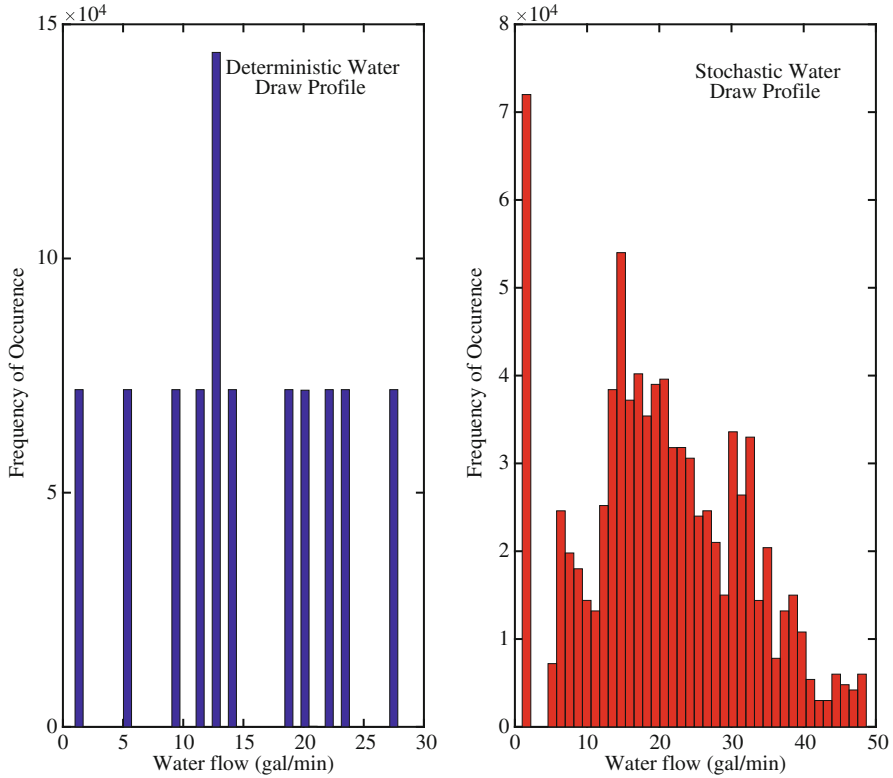 ×10⁴
15
10
5
0
Frequency of Occurence
Deterministic Water
Draw Profile
0 5 10 15 20 25 30
Water flow (gal/min)
×10⁴
8
7
6
5
4
3
2
1
0
Frequency of Occurence
Stochastic Water
Draw Profile
0 10 20 30 40 50
Water flow (gal/min)